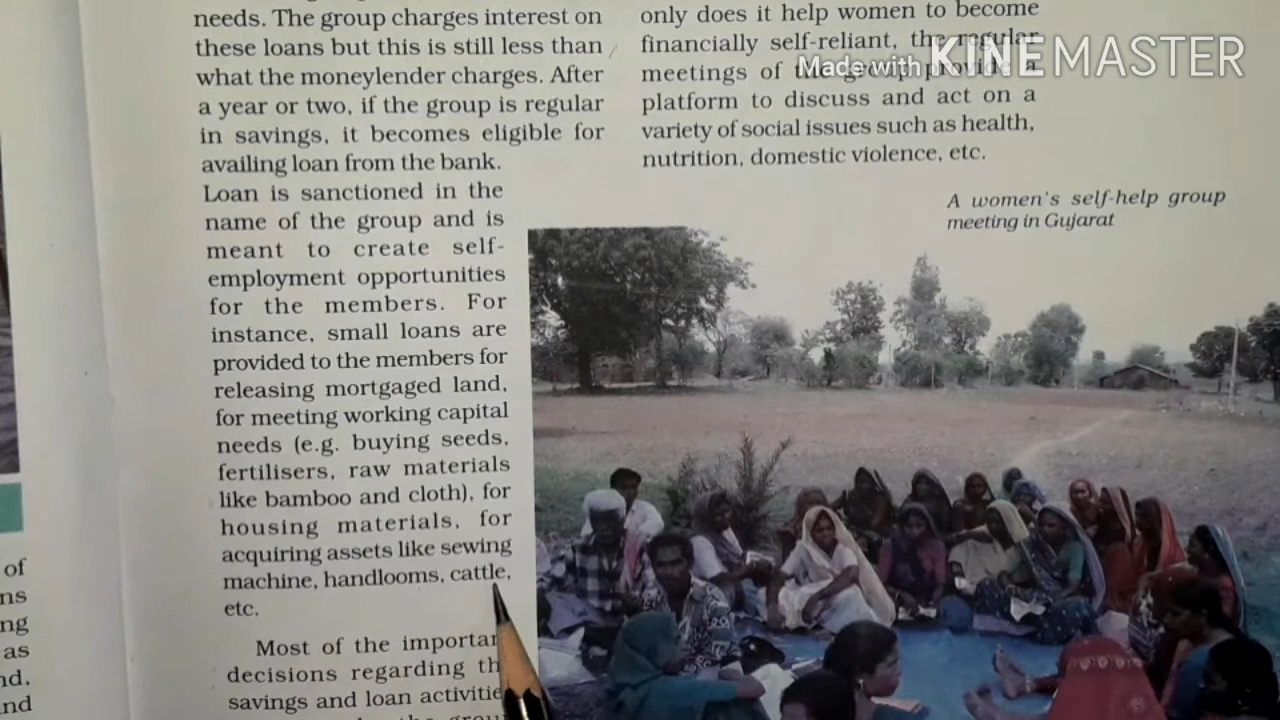 needs. The group charges interest on
these loans but this is still less than
what the moneylender charges. After
a year or two, if the group is regular
in savings, it becomes eligible for
availing loan from the bank.
Loan is sanctioned in the
name of the group and is
meant to create self-
employment opportunities
for the members. For
instance, small loans are
provided to the members for
releasing mortgaged land,
for meeting working capital
needs (e.g. buying seeds,
fertilisers, raw materials
like bamboo and cloth), for
housing materials, for
acquiring assets like sewing
machine, handlooms, cattle,
etc.
Most of the importan
decisions regarding th
savings and loan activitie
only does it help women to become
financially self-reliant, the regular
meetings of the group provide a
platform to discuss and act on a
variety of social issues such as health,
nutrition, domestic violence, etc.
A women's self-help group
meeting in Gujarat
Made with KINEMASTER
of
ns
ng
as
nd,
and